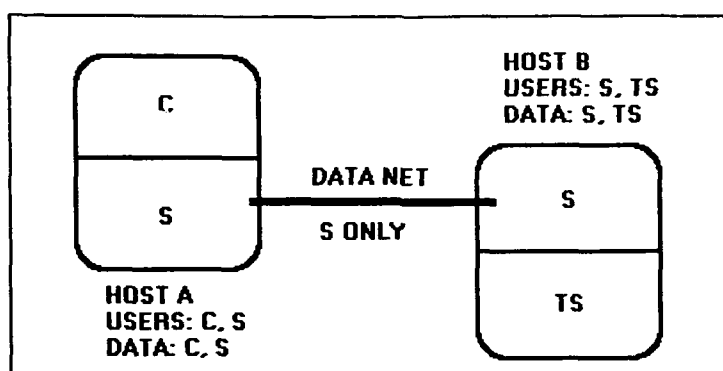 C
S
HOST A
USERS: C, S
DATA: C, S
DATA NET
S ONLY
HOST B
USERS: S, TS
DATA: S, TS
S
TS